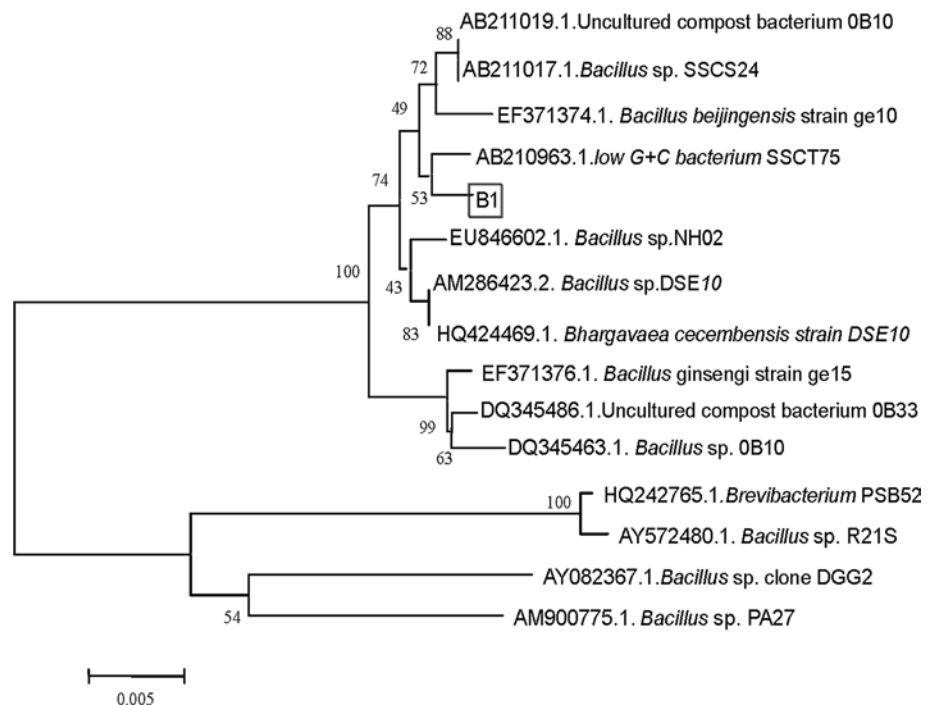 AB211019.1.Uncultured compost bacterium 0B10
88
AB211017.1.Bacillus sp. SSCS24
72
EF371374.1. Bacillus beijingensis strain ge10
49
AB210963.1.low G+C bacterium SSCT75
74
53
B1
EU846602.1. Bacillus sp.NH02
100
43
AM286423.2. Bacillus sp.DSE10
83
HQ424469.1. Bhargavaea cecembensis strain DSE10
EF371376.1. Bacillus ginsengi strain ge15
DQ345486.1.Uncultured compost bacterium 0B33
99
63
DQ345463.1. Bacillus sp. 0B10
100
HQ242765.1.Brevibacterium PSB52
AY572480.1. Bacillus sp. R21S
AY082367.1.Bacillus sp. clone DGG2
54
AM900775.1. Bacillus sp. PA27
0.005